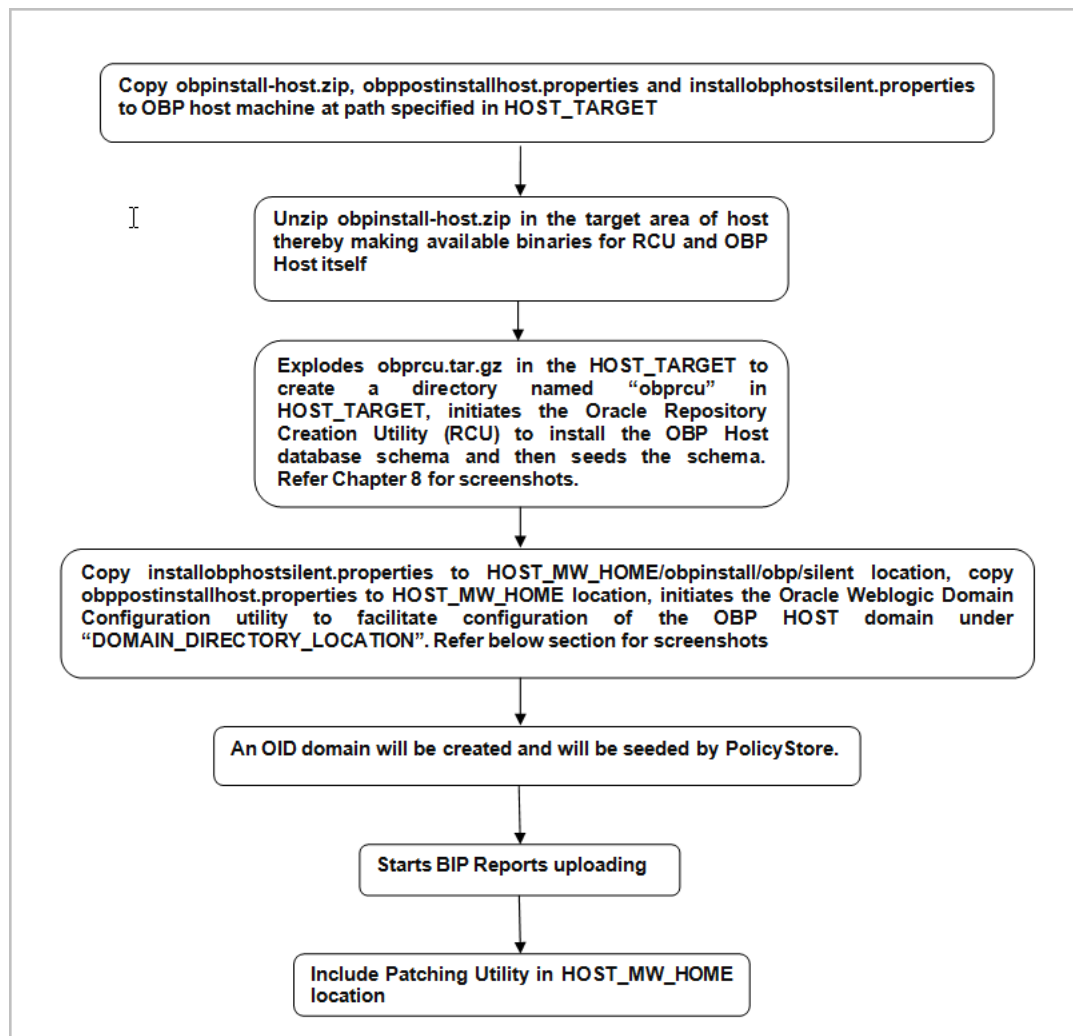 Copy obpinstall-host.zip, obppostinstallhost.properties and installobphostsilent.properties
to OBP host machine at path specified in HOST_TARGET
Unzip obpinstall-host.zip in the target area of host
thereby making available binaries for RCU and OBP
Host itself
Explodes obprcu.tar.gz in the HOST_TARGET to
create a directory named “obprcu” in
HOST_TARGET, initiates the Oracle Repository
Creation Utility (RCU) to install the OBP Host
database schema and then seeds the schema.
Refer Chapter 8 for screenshots.
Copy installobphostsilent.properties to HOST_MW_HOME/obpinstall/obp/silent location, copy
obppostinstallhost.properties to HOST_MW_HOME location, initiates the Oracle Weblogic Domain
Configuration utility to facilitate configuration of the OBP HOST domain under
“DOMAIN_DIRECTORY_LOCATION”. Refer below section for screenshots
An OID domain will be created and will be seeded by PolicyStore.
Starts BIP Reports uploading
Include Patching Utility in HOST_MW_HOME
location